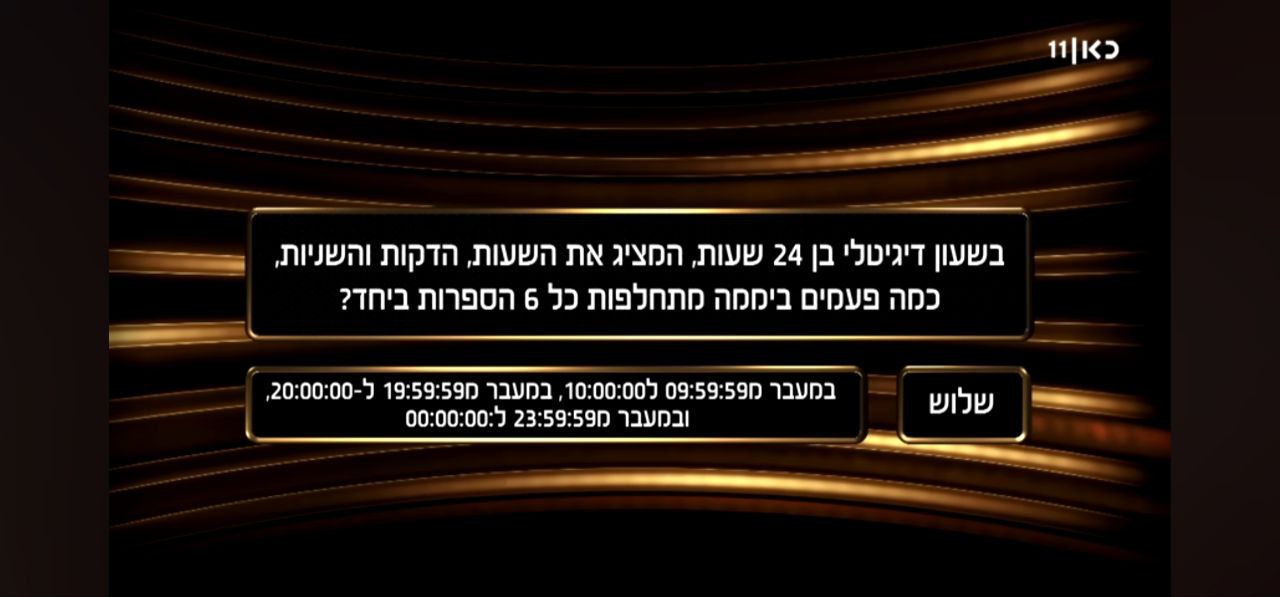 כאן|11
בשעון דיגיטלי בן 24 שעות, המציג את השעות, הדקות והשניות,
כמה פעמים ביממה מתחלפות כל 6 הספרות ביחד?
שלוש
במעבר מ09:59:59 ל10:00:00, במעבר מ19:59:59 ל-20:00:00,
ובמעבר מ23:59:59 ל:00:00:00